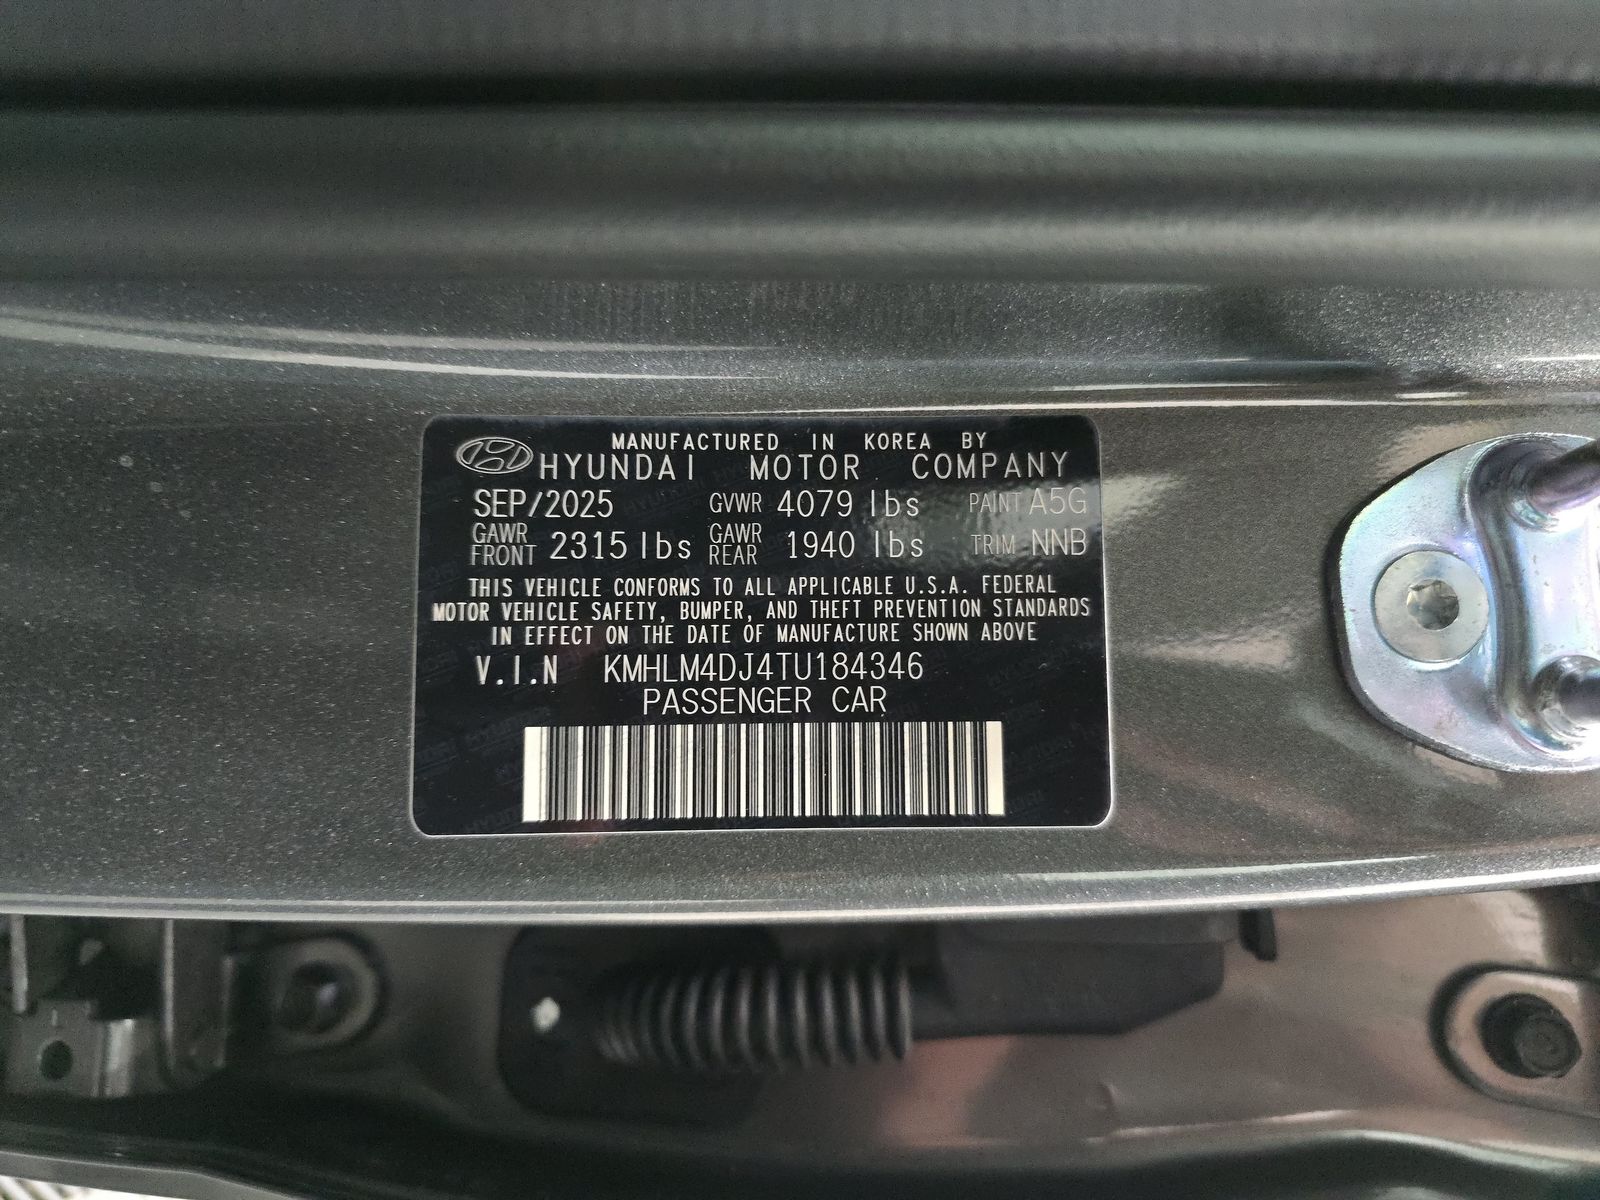 MANUFACTURED IN KOREA BY
HYUNDAI MOTOR COMPANY
SEP/2025 GVWR 4079 lbs PAINT A5G
GAWR FRONT 2315 lbs GAWR REAR 1940 lbs TRIM NNB
THIS VEHICLE CONFORMS TO ALL APPLICABLE U.S.A. FEDERAL
MOTOR VEHICLE SAFETY, BUMPER, AND THEFT PREVENTION STANDARDS
IN EFFECT ON THE DATE OF MANUFACTURE SHOWN ABOVE
V.I.N KMHLM4DJ4TU184346
PASSENGER CAR